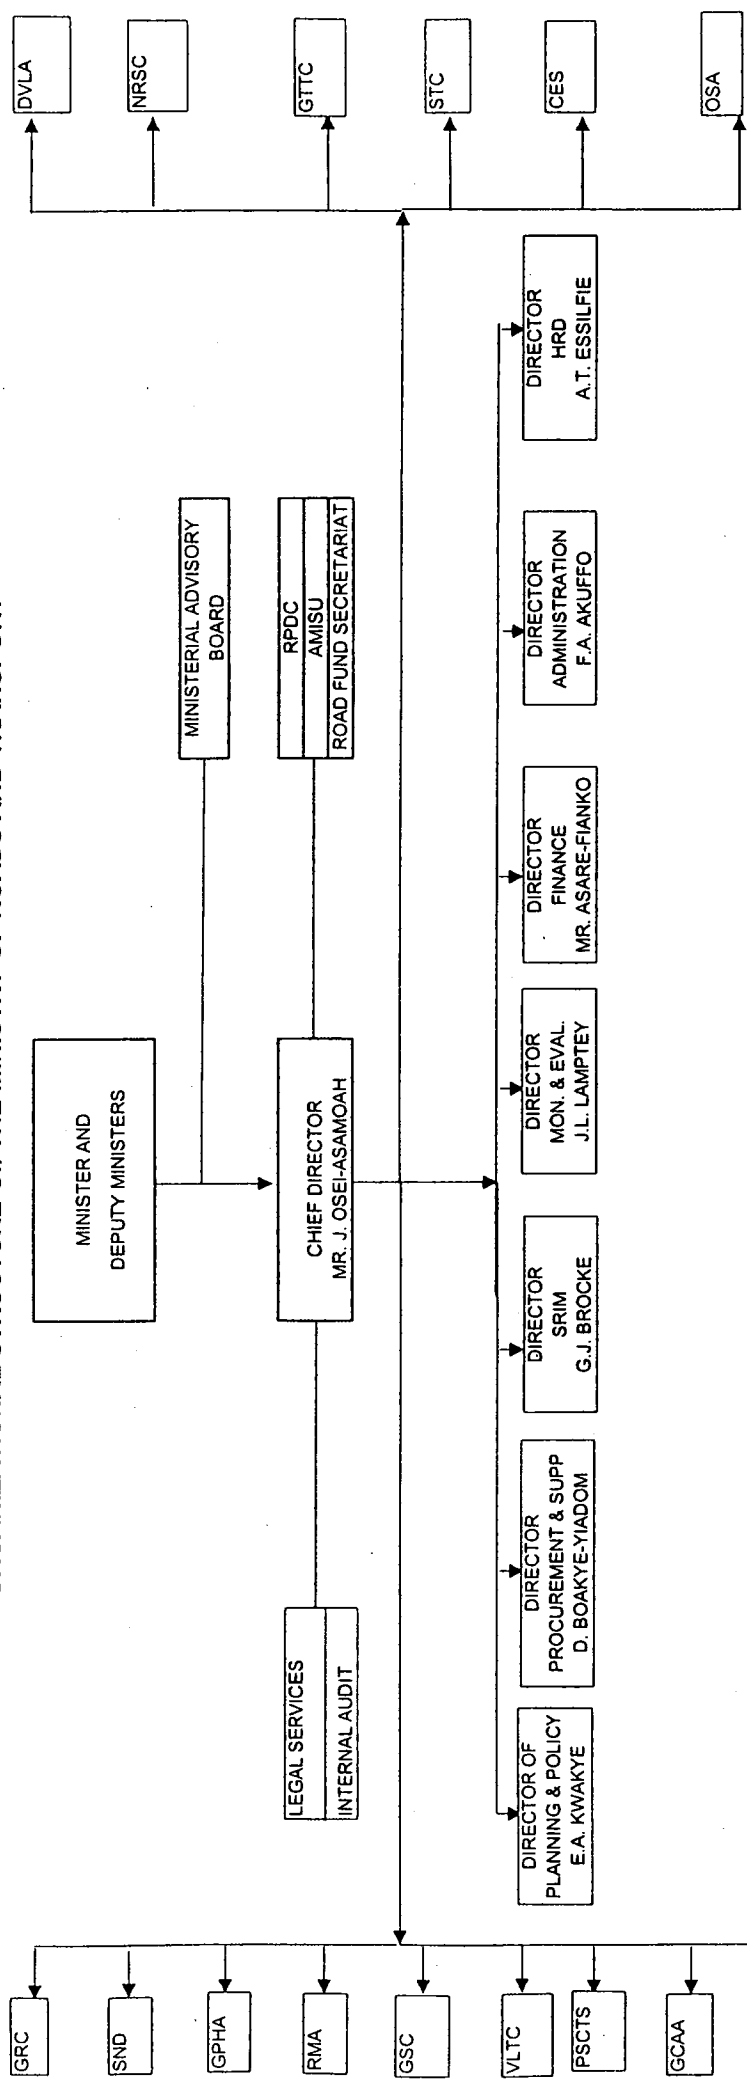 MINISTER AND
DEPUTY MINISTERS
MINISTERIAL ADVISORY
BOARD
CHIEF DIRECTOR
MR. J. OSEI-ASAMOAH
LEGAL SERVICES
INTERNAL AUDIT
RPDC
AMISU
ROAD FUND SECRETARIAT
DIRECTOR OF
PLANNING & POLICY
E.A. KWAKYE
DIRECTOR
PROCUREMENT & SUPP
D. BOAKYE-YIADOM
DIRECTOR
SRIM
G.J. BROCKE
DIRECTOR
MON. & EVAL.
J.L. LAMPTEY
DIRECTOR
FINANCE
MR. ASARE-FIANKO
DIRECTOR
ADMINISTRATION
F.A. AKUFFO
DIRECTOR
HRD
A.T. ESSILFIE
GRC
SND
GPHA
RMA
GSC
VLTC
PSCTS
GCAA
DVLA
NRSC
GTTC
STC
CES
OSA